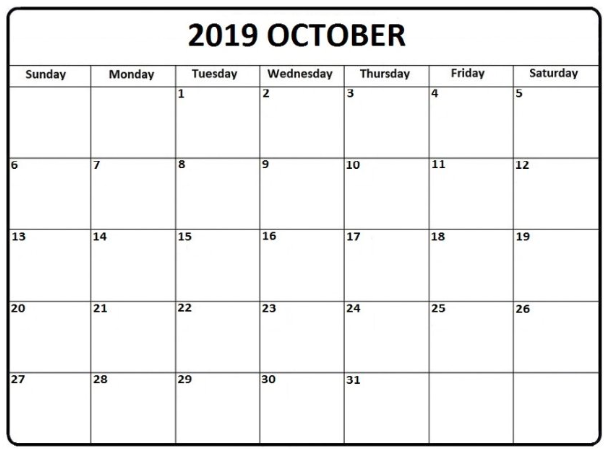 2019 OCTOBER
Sunday Monday Tuesday Wednesday Thursday Friday Saturday
1 2 3 4 5
6 7 8 9 10 11 12
13 14 15 16 17 18 19
20 21 22 23 24 25 26
27 28 29 30 31